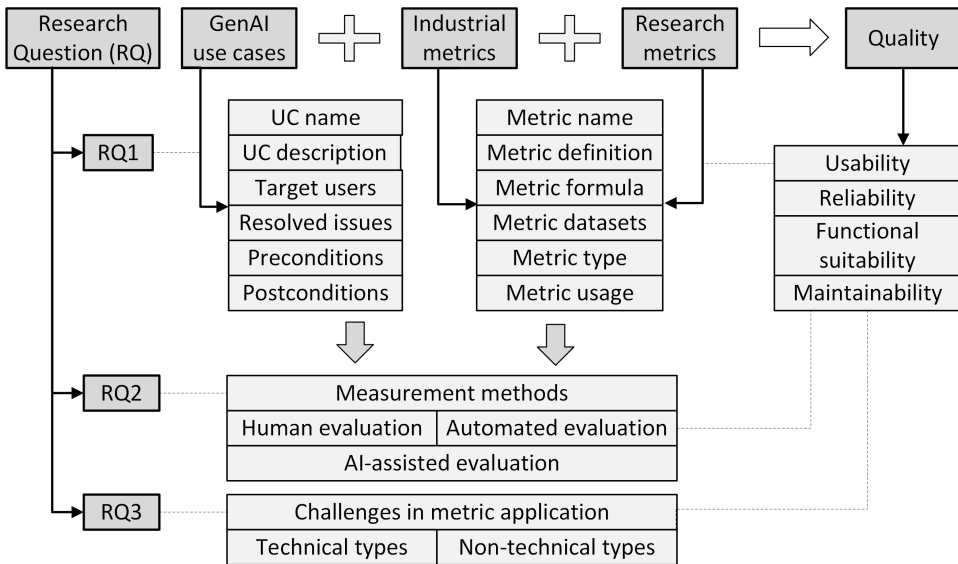 Research
Question (RQ)
GenAI
use cases
Industrial
metrics
Research
metrics
Quality
RQ1
UC name
UC description
Target users
Resolved issues
Preconditions
Postconditions
Metric name
Metric definition
Metric formula
Metric datasets
Metric type
Metric usage
Usability
Reliability
Functional
suitability
Maintainability
RQ2
Measurement methods
Human evaluation
Automated evaluation
AI-assisted evaluation
RQ3
Challenges in metric application
Technical types
Non-technical types